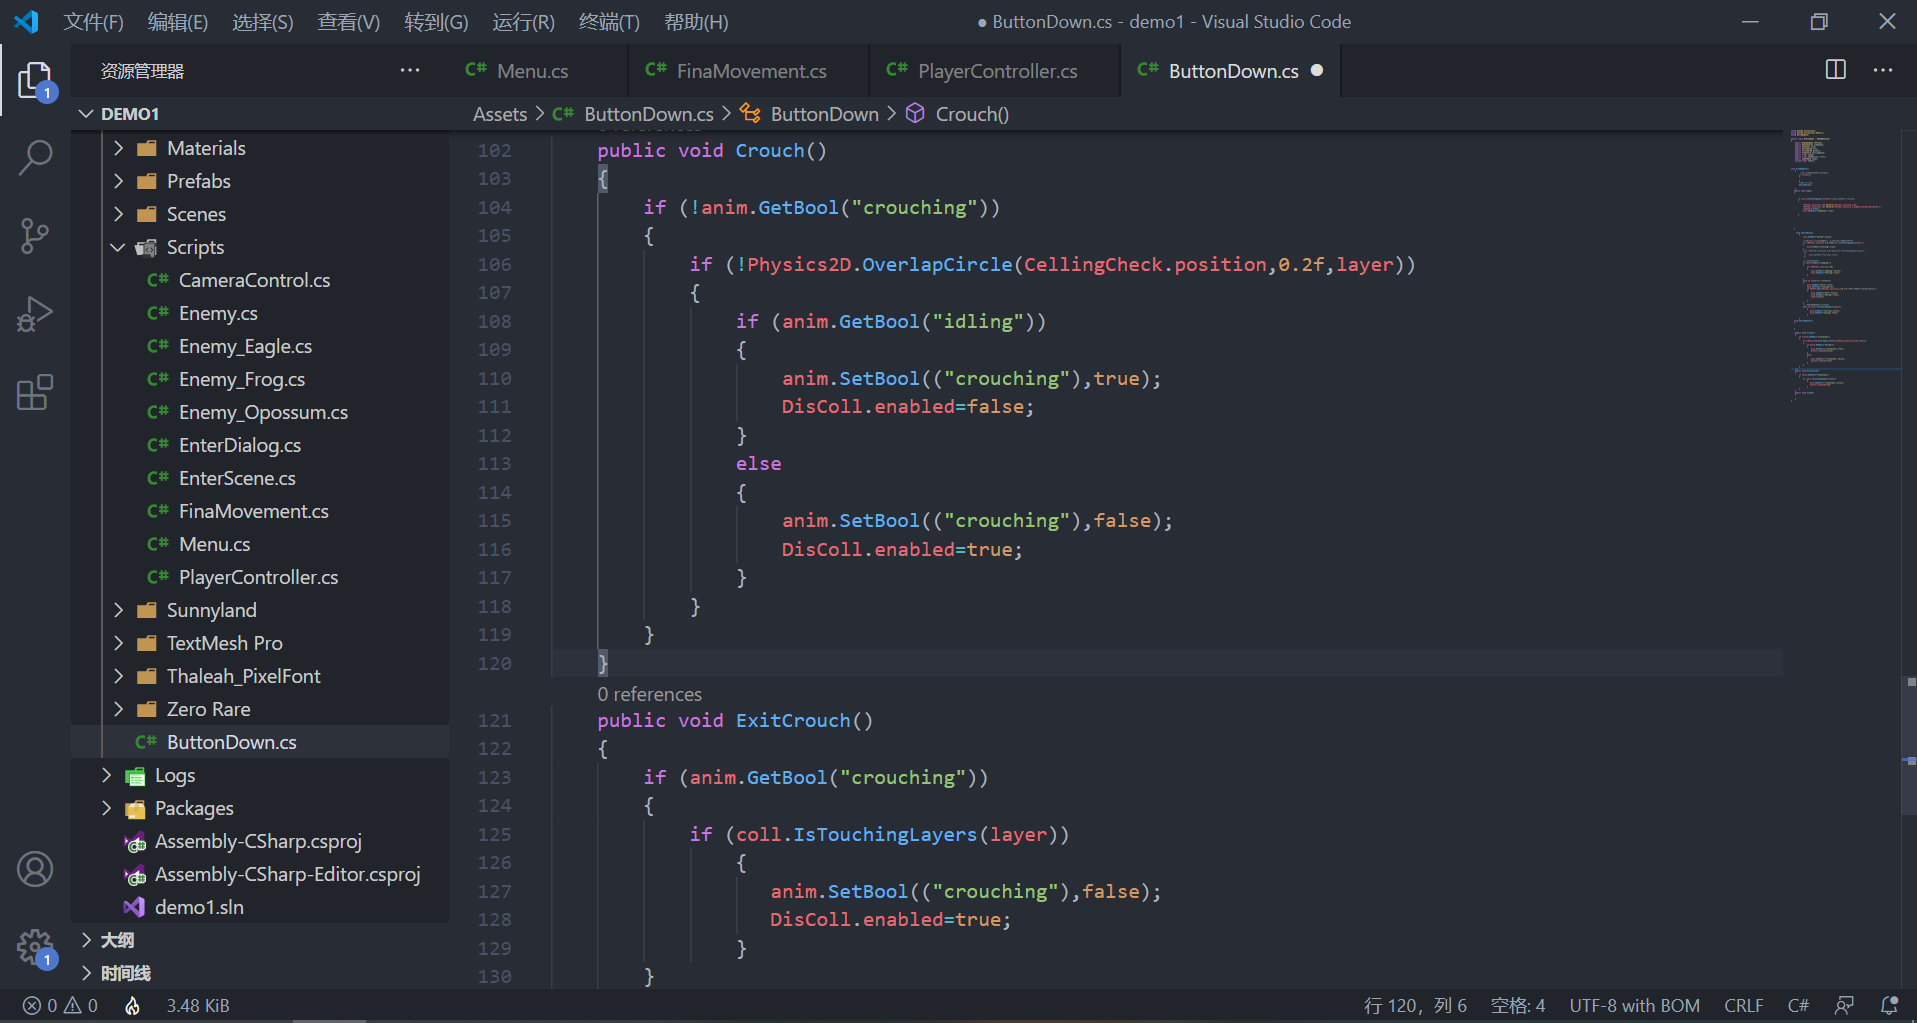 文件(F) 编辑(E) 选择(S) 查看(V) 转到(G) 运行(R) 终端(T) 帮助(H) ● ButtonDown.cs - demo1 - Visual Studio Code
资源管理器 ···
C# Menu.cs C# FinaMovement.cs C# PlayerController.cs C# ButtonDown.cs ●
1
DEMO1
Materials
Prefabs
Scenes
Scripts
C# CameraControl.cs
C# Enemy.cs
C# Enemy_Eagle.cs
C# Enemy_Frog.cs
C# Enemy_Opossum.cs
C# EnterDialog.cs
C# EnterScene.cs
C# FinaMovement.cs
C# Menu.cs
C# PlayerController.cs
Sunnyland
TextMesh Pro
Thaleah_PixelFont
Zero Rare
C# ButtonDown.cs
Logs
Packages
Assembly-CSharp.csproj
Assembly-CSharp-Editor.csproj
demo1.sln
大纲
时间线
1
Assets > C# ButtonDown.cs > ButtonDown > Crouch()
102 public void Crouch()
103 {
104 if (!anim.GetBool("crouching"))
105 {
106 if (!Physics2D.OverlapCircle(CellingCheck.position,0.2f,layer))
107 {
108 if (anim.GetBool("idling"))
109 {
110 anim.SetBool(("crouching"),true);
111 DisColl.enabled=false;
112 }
113 else
114 {
115 anim.SetBool(("crouching"),false);
116 DisColl.enabled=true;
117 }
118 }
119 }
120 }
0 references
121 public void ExitCrouch()
122 {
123 if (anim.GetBool("crouching"))
124 {
125 if (coll.IsTouchingLayers(layer))
126 {
127 anim.SetBool(("crouching"),false);
128 DisColl.enabled=true;
129 }
130 }
0 0 3.48 KiB 行 120，列 6 空格: 4 UTF-8 with BOM CRLF C#